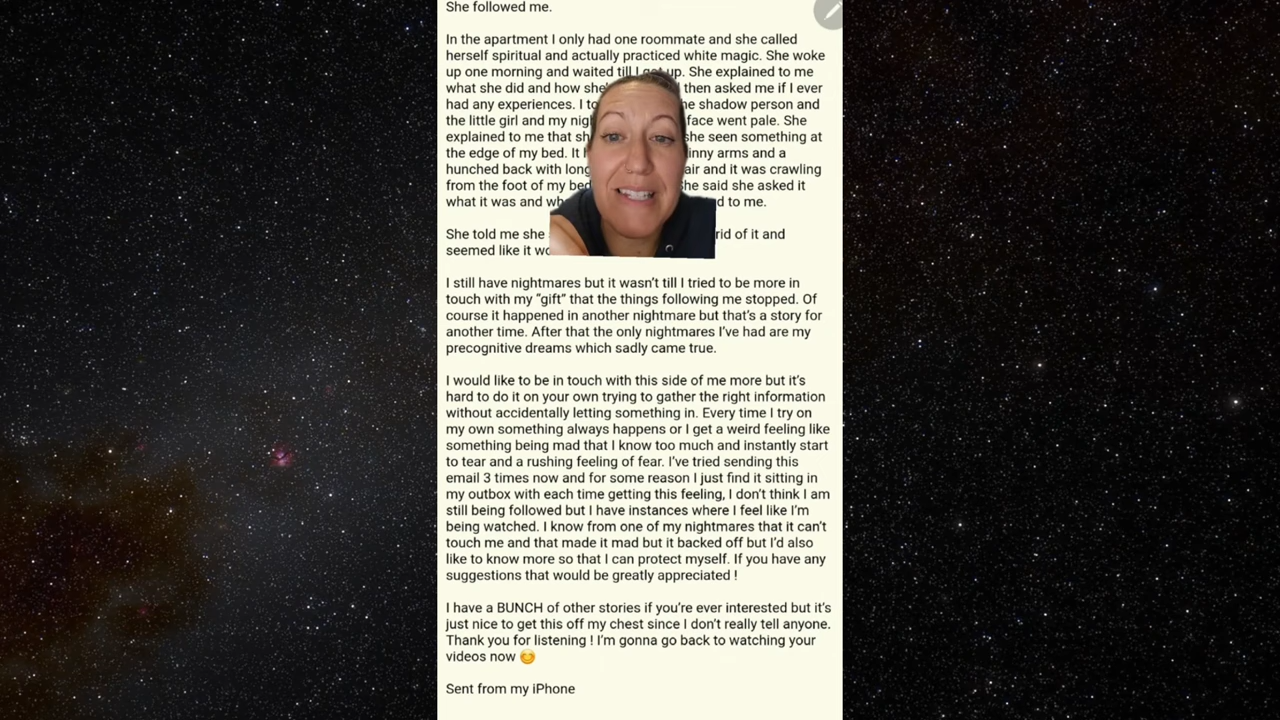 She followed me.
In the apartment I only had one roommate and she called
herself spiritual and actually practiced white magic. She woke
up one morning and waited till I got up. She explained to me
what she did and how she then asked me if I ever
had any experiences. I to he shadow person and
the little girl and my nig face went pale. She
explained to me that sh she seen something at
the edge of my bed. It inny arms and a
hunched back with long air and it was crawling
from the foot of my bed he said she asked it
what it was and wh d to me.
She told me she rid of it and
seemed like it wo
I still have nightmares but it wasn't till I tried to be more in
touch with my “gift” that the things following me stopped. Of
course it happened in another nightmare but that's a story for
another time. After that the only nightmares I've had are my
precognitive dreams which sadly came true.
I would like to be in touch with this side of me more but it's
hard to do it on your own trying to gather the right information
without accidentally letting something in. Every time I try on
my own something always happens or I get a weird feeling like
something being mad that I know too much and instantly start
to tear and a rushing feeling of fear. I've tried sending this
email 3 times now and for some reason I just find it sitting in
my outbox with each time getting this feeling, I don't think I am
still being followed but I have instances where I feel like I'm
being watched. I know from one of my nightmares that it can't
touch me and that made it mad but it backed off but I'd also
like to know more so that I can protect myself. If you have any
suggestions that would be greatly appreciated !
I have a BUNCH of other stories if you're ever interested but it's
just nice to get this off my chest since I don't really tell anyone.
Thank you for listening ! I'm gonna go back to watching your
videos now 😊
Sent from my iPhone